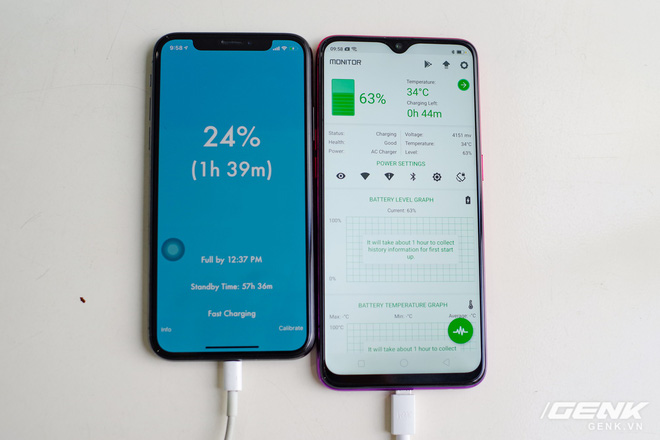 9:58
24%
(1h 39m)
Full by 12:37 PM
Standby Time: 57h 36m
Fast Charging
Info
Calibrate
09:58
MONITOR
63%
Temperature:
34°C
Charging Left:
0h 44m
Status: Charging
Voltage: 4151 mv
Health: Good
Temperature: 34°C
Power: AC Charger
Level: 63%
POWER SETTINGS
BATTERY LEVEL GRAPH
Current: 63%
100%
It will take about 1 hour to collect
history information for first start
up.
0%
BATTERY TEMPERATURE GRAPH
Max: -°C
Min: -°C
Average: -°C
100°C
It will take about 1 hour to collect
GENK
GENK.VN